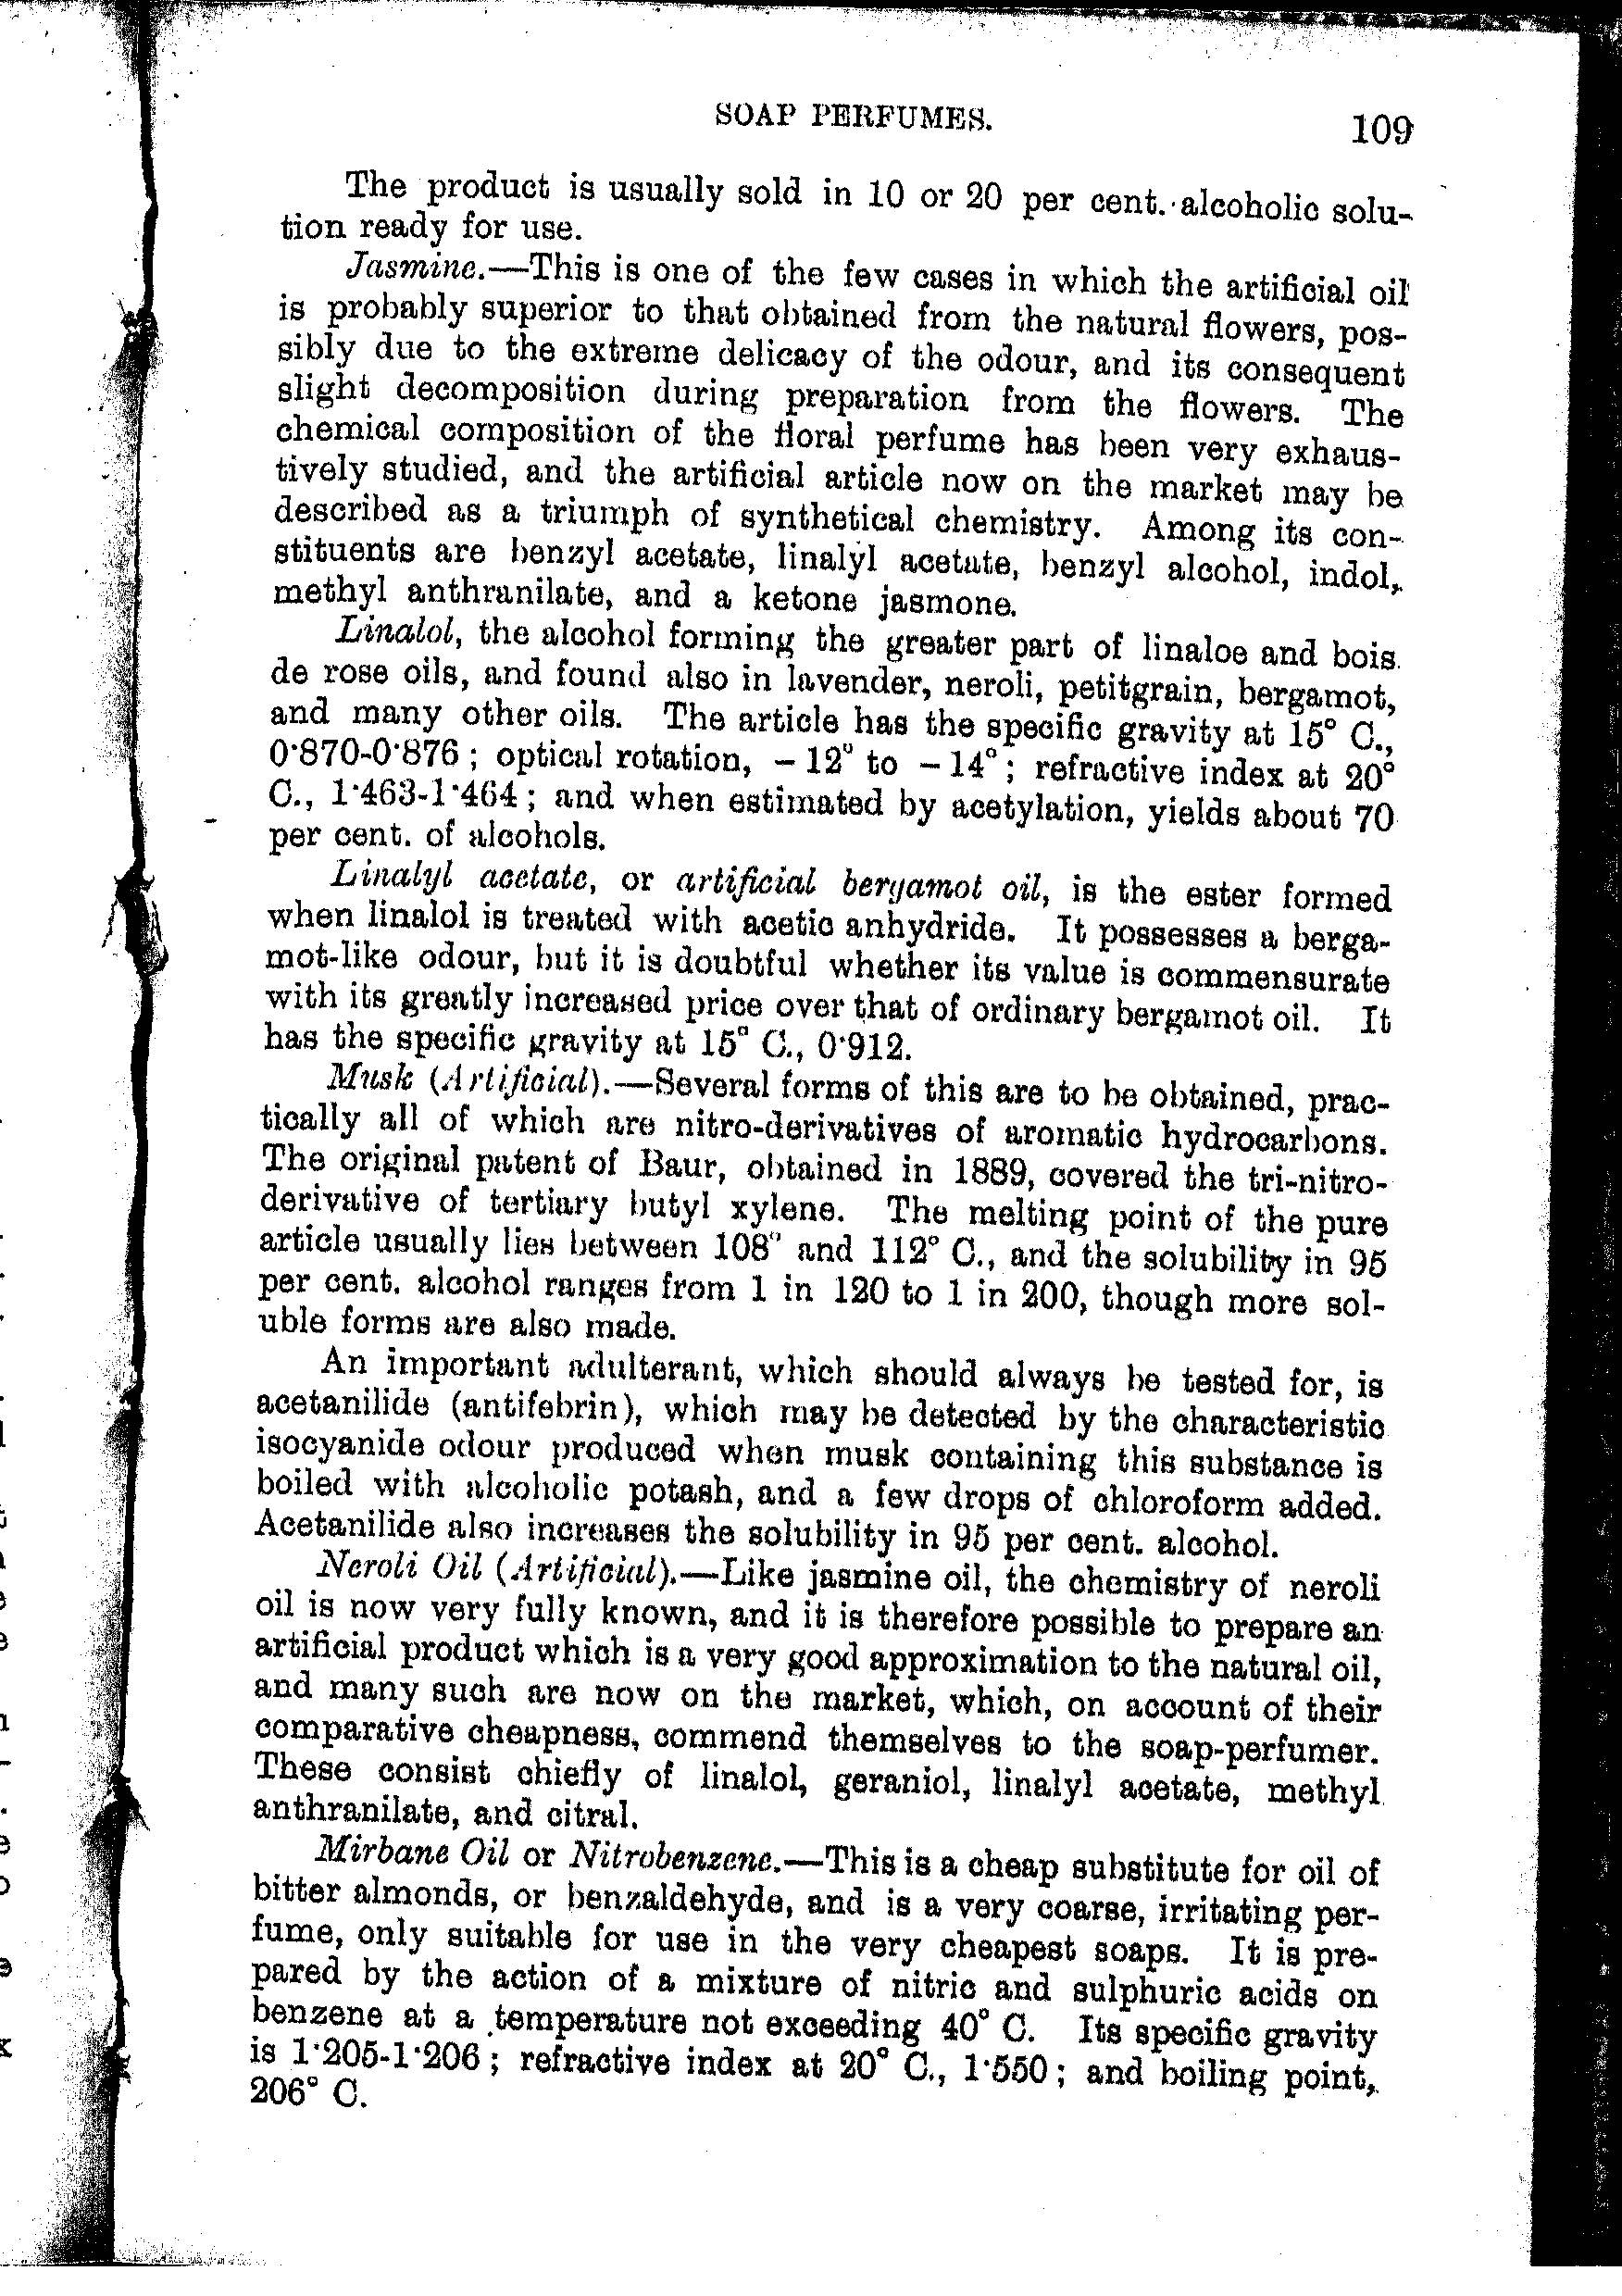 SOAP PERFUMES.
109
The product is usually sold in 10 or 20 per cent. alcoholic solu-
tion ready for use.
Jasmine.—This is one of the few cases in which the artificial oil
is probably superior to that obtained from the natural flowers, pos-
sibly due to the extreme delicacy of the odour, and its consequent
slight decomposition during preparation from the flowers. The
chemical composition of the floral perfume has been very exhaus-
tively studied, and the artificial article now on the market may be
described as a triumph of synthetical chemistry. Among its con-
stituents are benzyl acetate, linalyl acetate, benzyl alcohol, indol,
methyl anthranilate, and a ketone jasmone.
Linalol, the alcohol forming the greater part of linaloe and bois
de rose oils, and found also in lavender, neroli, petitgrain, bergamot,
and many other oils. The article has the specific gravity at 15° C.,
0·870-0·876 ; optical rotation, – 12° to – 14° ; refractive index at 20°
C., 1·463-1·464 ; and when estimated by acetylation, yields about 70
per cent. of alcohols.
Linalyl acetate, or artificial bergamot oil, is the ester formed
when linalol is treated with acetic anhydride. It possesses a berga-
mot-like odour, but it is doubtful whether its value is commensurate
with its greatly increased price over that of ordinary bergamot oil. It
has the specific gravity at 15° C., 0·912.
Musk (Artificial).—Several forms of this are to be obtained, prac-
tically all of which are nitro-derivatives of aromatic hydrocarbons.
The original patent of Baur, obtained in 1889, covered the tri-nitro-
derivative of tertiary butyl xylene. The melting point of the pure
article usually lies between 108° and 112° C., and the solubility in 95
per cent. alcohol ranges from 1 in 120 to 1 in 200, though more sol-
uble forms are also made.
An important adulterant, which should always be tested for, is
acetanilide (antifebrin), which may be detected by the characteristic
isocyanide odour produced when musk containing this substance is
boiled with alcoholic potash, and a few drops of chloroform added.
Acetanilide also increases the solubility in 95 per cent. alcohol.
Neroli Oil (Artificial).—Like jasmine oil, the chemistry of neroli
oil is now very fully known, and it is therefore possible to prepare an
artificial product which is a very good approximation to the natural oil,
and many such are now on the market, which, on account of their
comparative cheapness, commend themselves to the soap-perfumer.
These consist chiefly of linalol, geraniol, linalyl acetate, methyl
anthranilate, and citral.
Mirbane Oil or Nitrobenzene.—This is a cheap substitute for oil of
bitter almonds, or benzaldehyde, and is a very coarse, irritating per-
fume, only suitable for use in the very cheapest soaps. It is pre-
pared by the action of a mixture of nitric and sulphuric acids on
benzene at a temperature not exceeding 40° C. Its specific gravity
is 1·205-1·206 ; refractive index at 20° C., 1·550 ; and boiling point,
206° C.